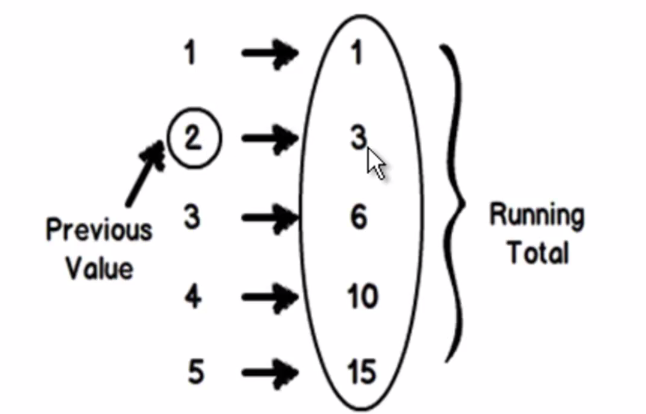 1 1
2 3
3 6
4 10
5 15
Previous
Value
Running
Total